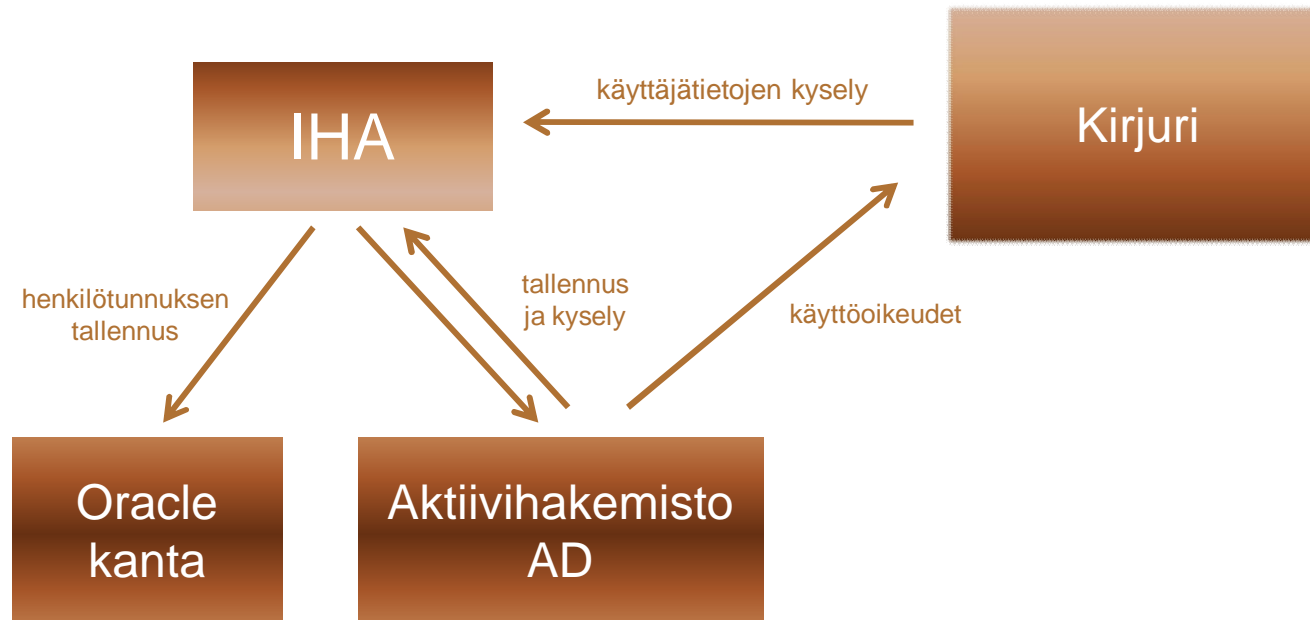 käyttäjätietojen kysely
IHA
Kirjuri
henkilötunnuksen
tallennus
tallennus
ja kysely
käyttöoikeudet
Oracle
kanta
Aktiivihakemisto
AD